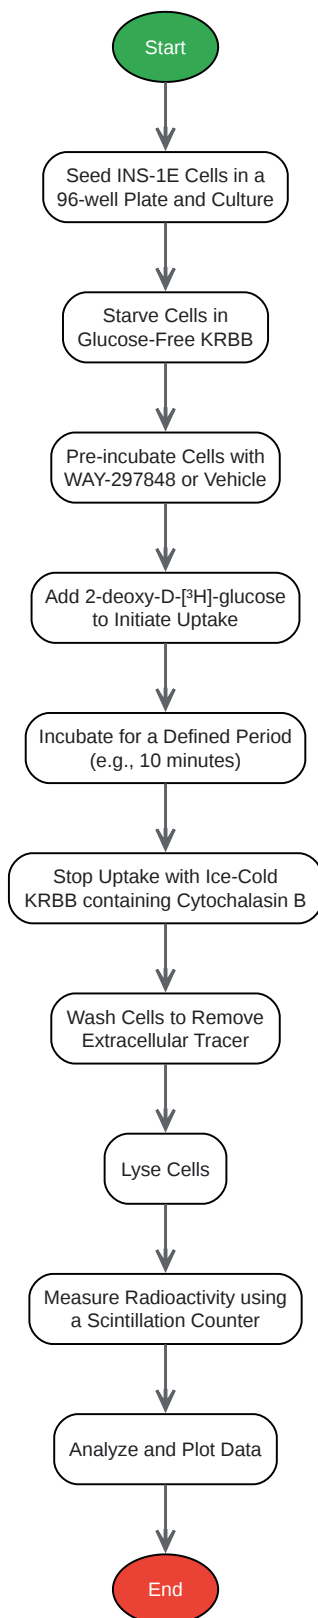 Start
Seed INS-1E Cells in a
96-well Plate and Culture
Starve Cells in
Glucose-Free KRBB
Pre-incubate Cells with
WAY-297848 or Vehicle
Add 2-deoxy-D-[³H]-glucose
to Initiate Uptake
Incubate for a Defined Period
(e.g., 10 minutes)
Stop Uptake with Ice-Cold
KRBB containing Cytochalasin B
Wash Cells to Remove
Extracellular Tracer
Lyse Cells
Measure Radioactivity using
a Scintillation Counter
Analyze and Plot Data
End